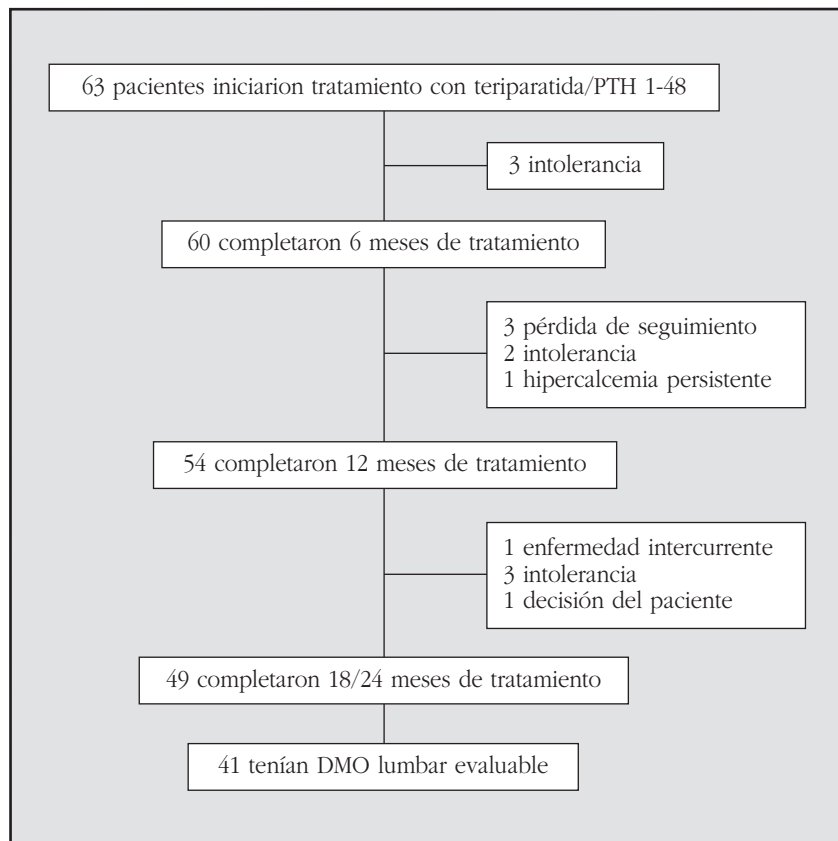 63 pacientes iniciarion tratamiento con teriparatida/PTH 1-48
3 intolerancia
60 completaron 6 meses de tratamiento
3 pérdida de seguimiento
2 intolerancia
1 hipercalcemia persistente
54 completaron 12 meses de tratamiento
1 enfermedad intercurrente
3 intolerancia
1 decisión del paciente
49 completaron 18/24 meses de tratamiento
41 tenían DMO lumbar evaluable